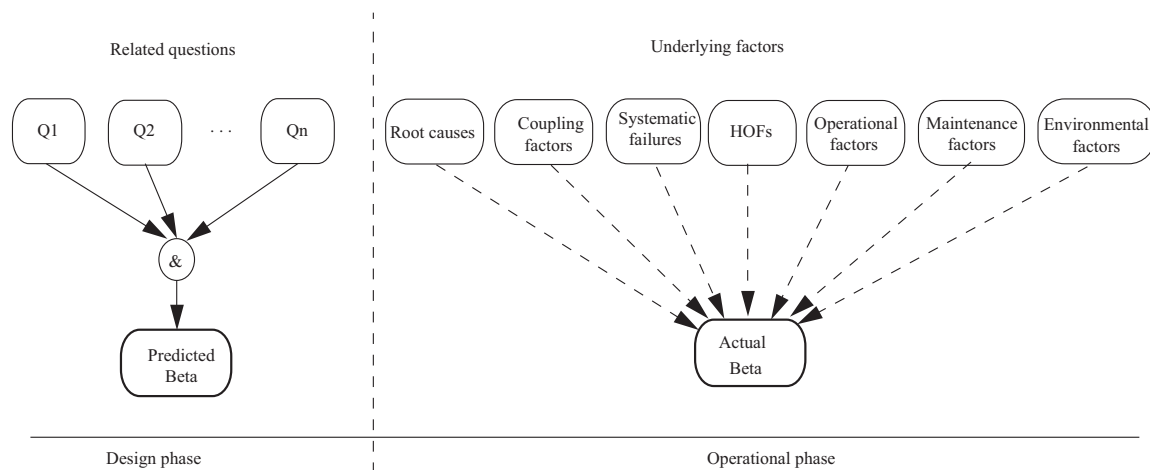 Related questions
Underlying factors
Q1
Q2
· · ·
Qn
Root causes
Coupling
factors
Systematic
failures
HOFs
Operational
factors
Maintenance
factors
Environmental
factors
&
Predicted
Beta
Actual
Beta
Design phase
Operational phase